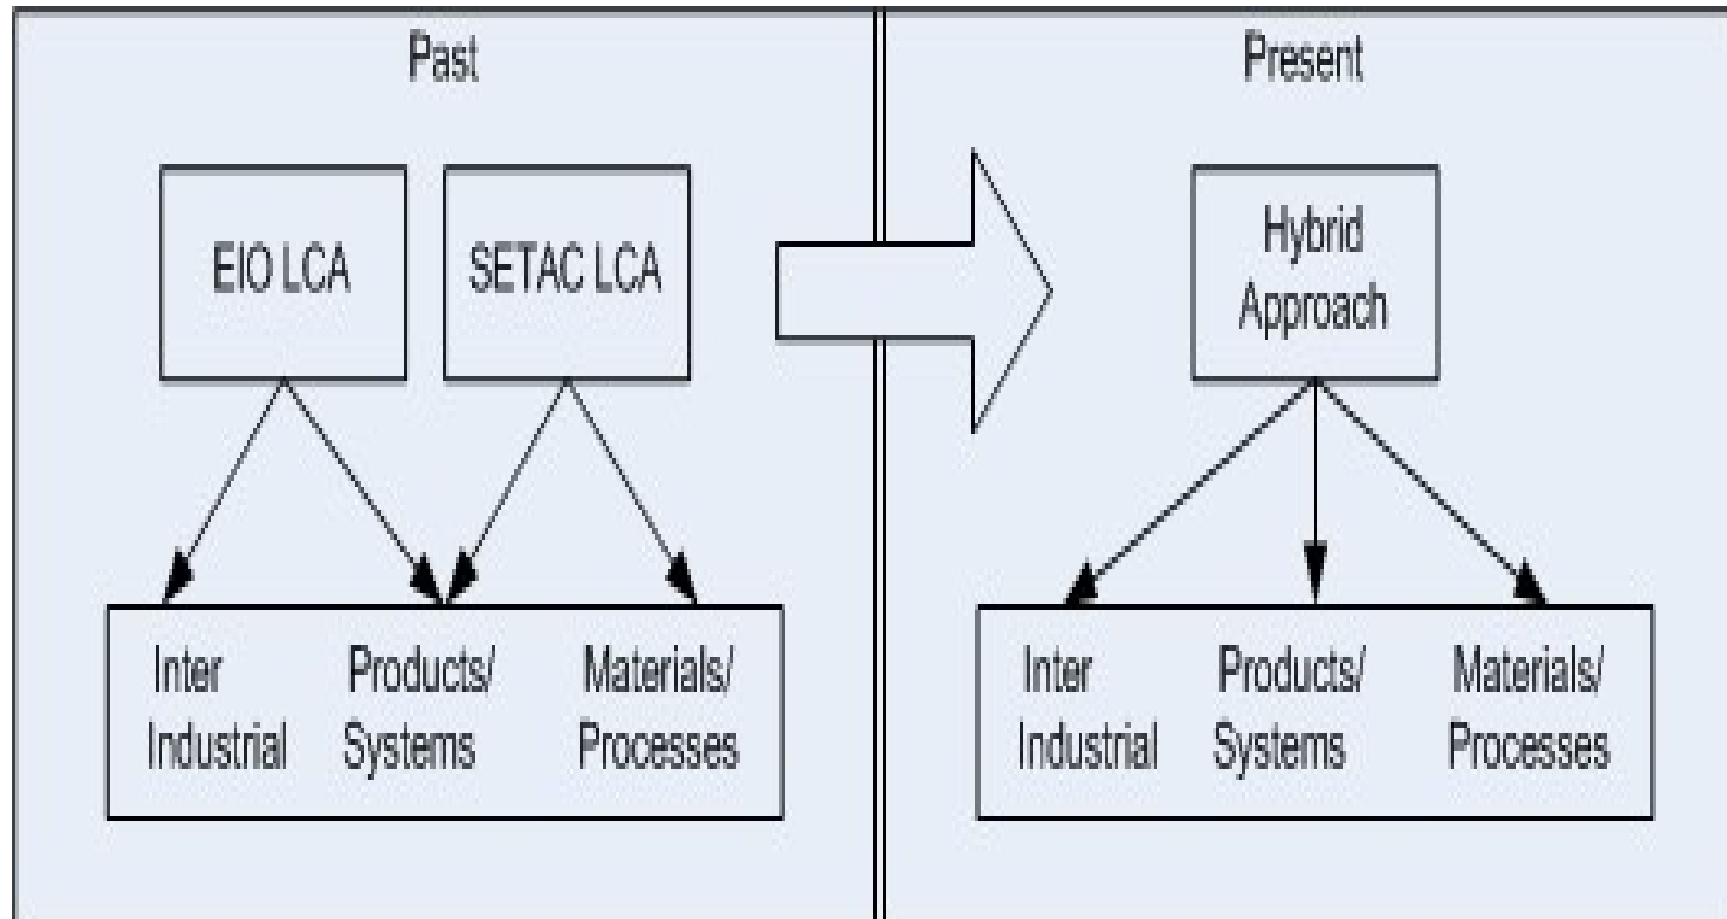 Past
EIO LCA
SETAC LCA
Inter
Industrial
Products/
Systems
Materials/
Processes
Present
Hybrid
Approach
Inter
Industrial
Products/
Systems
Materials/
Processes